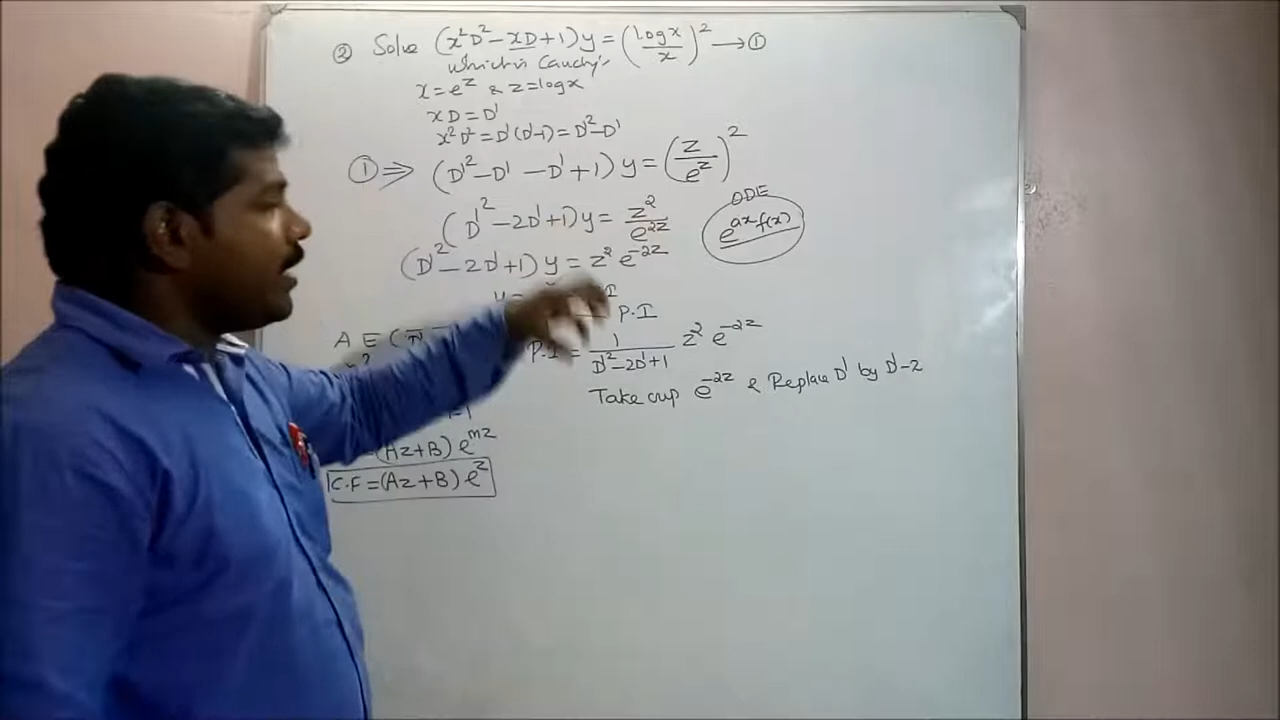 ② Solve (x²D² - xD + 1)y = (log x / x)² → ①
which is Cauchy's
x = e^z & z = log x
xD = D'
x²D² = D'(D'-1) = D'² - D'
① ⇒ (D'² - D' - D' + 1) y = (z / e^z)²
ODE
(D'² - 2D' + 1)y = z² / e^2z
e^ax f(x)
(D'² - 2D' + 1) y = z² e^-2z
P.I
A E
P.I = 1 / (D'² - 2D' + 1) z² e^-2z
Take cup e^-2z & Replace D' by D'-2
(Az+B) e^mz
C.F = (Az+B) e^z